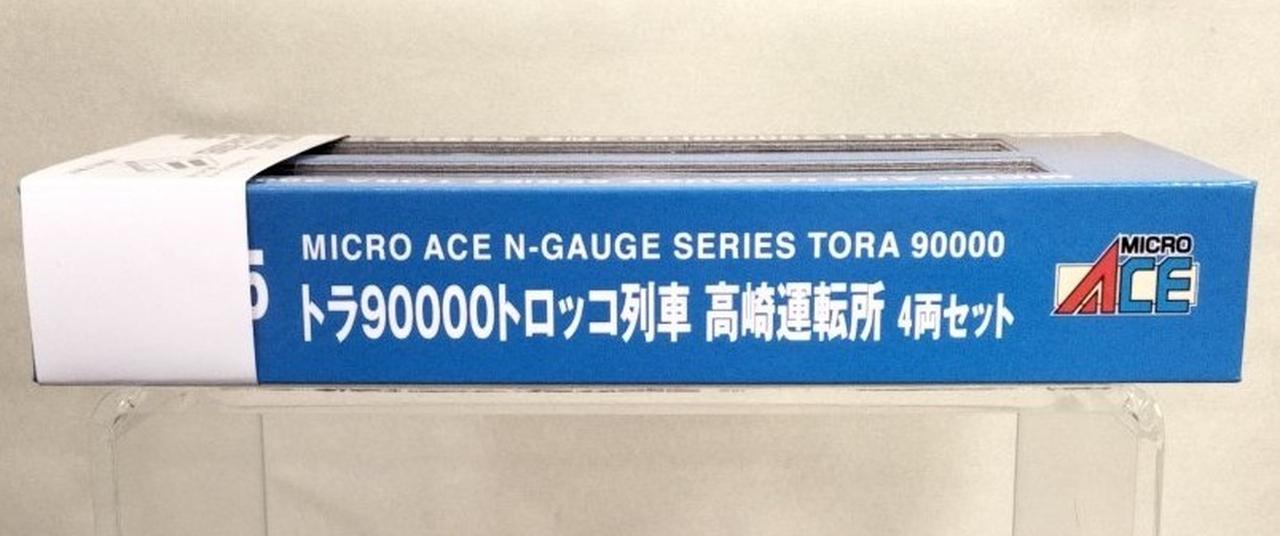 MICRO ACE N-GAUGE SERIES TORA 90000
トラ90000トロッコ列車 高崎運転所 4両セット
MICRO
ACE